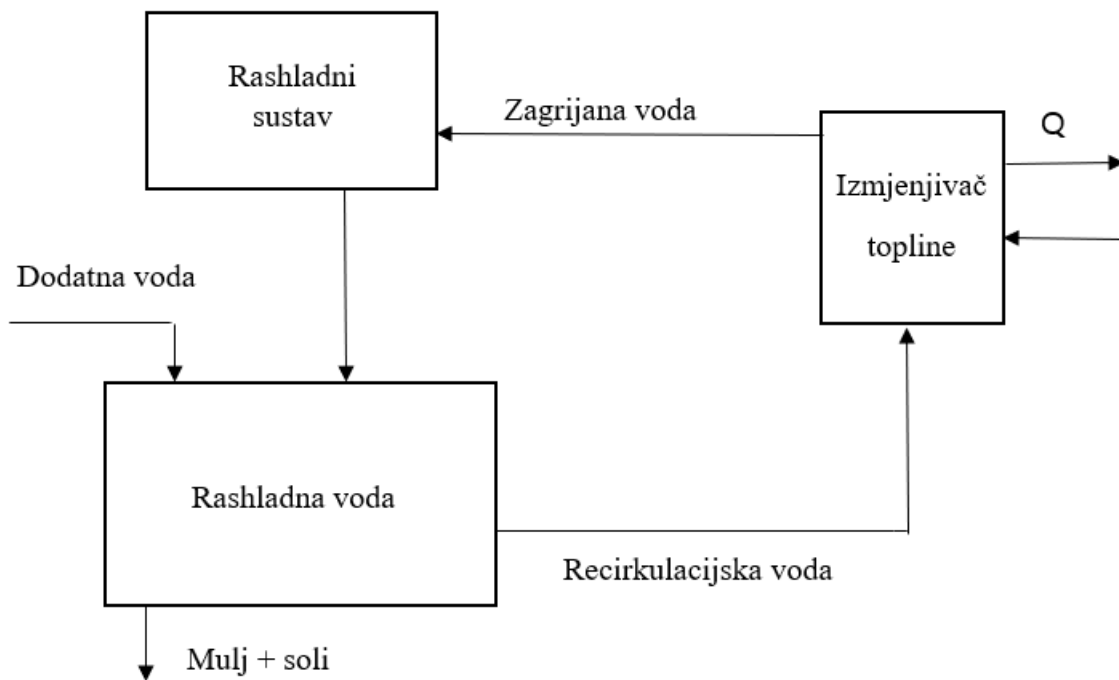 Rashladni
sustav
Zagrijana voda
Q
Izmjenjivač
topline
Dodatna voda
Rashladna voda
Recirkulacijska voda
Mulj + soli